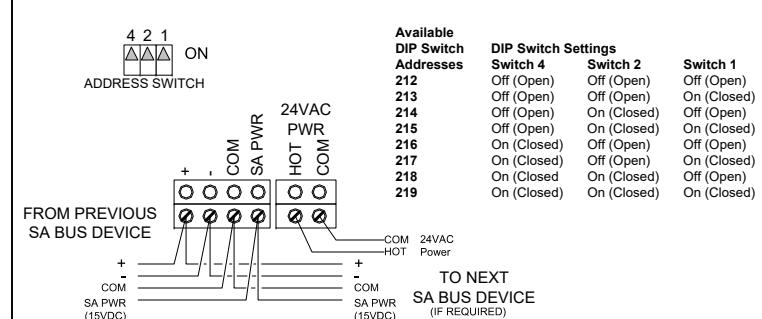 4 2 1
ON
ADDRESS SWITCH
Available
DIP Switch DIP Switch Settings
Addresses Switch 4 Switch 2 Switch 1
212 Off (Open) Off (Open) Off (Open)
213 Off (Open) Off (Open) On (Closed)
214 Off (Open) On (Closed) Off (Open)
215 Off (Open) On (Closed) On (Closed)
216 On (Closed) Off (Open) Off (Open)
217 On (Closed) Off (Open) On (Closed)
218 On (Closed On (Closed) Off (Open)
219 On (Closed) On (Closed) On (Closed)
24VAC
PWR
+ - COM SA PWR HOT COM
FROM PREVIOUS
SA BUS DEVICE
COM 24VAC
HOT Power
+ +
- -
COM COM
SA PWR SA PWR
(15VDC) (15VDC)
TO NEXT
SA BUS DEVICE
(IF REQUIRED)